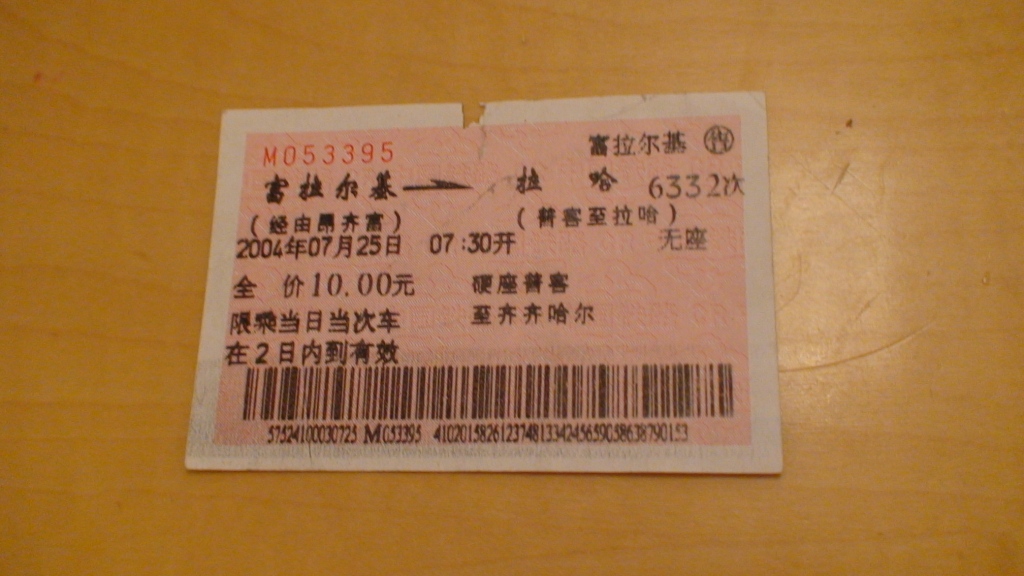 M053395 富拉尔基 售
富拉尔基 拉 哈 6332次
(经由昂齐富) (普客至拉哈)
2004年07月25日 07:30开 无座
全 价10.00元 硬座普客
限乘当日当次车 至齐齐哈尔
在2日内到有效
57524100030725 M053395 41020158261237481334245659058638790153